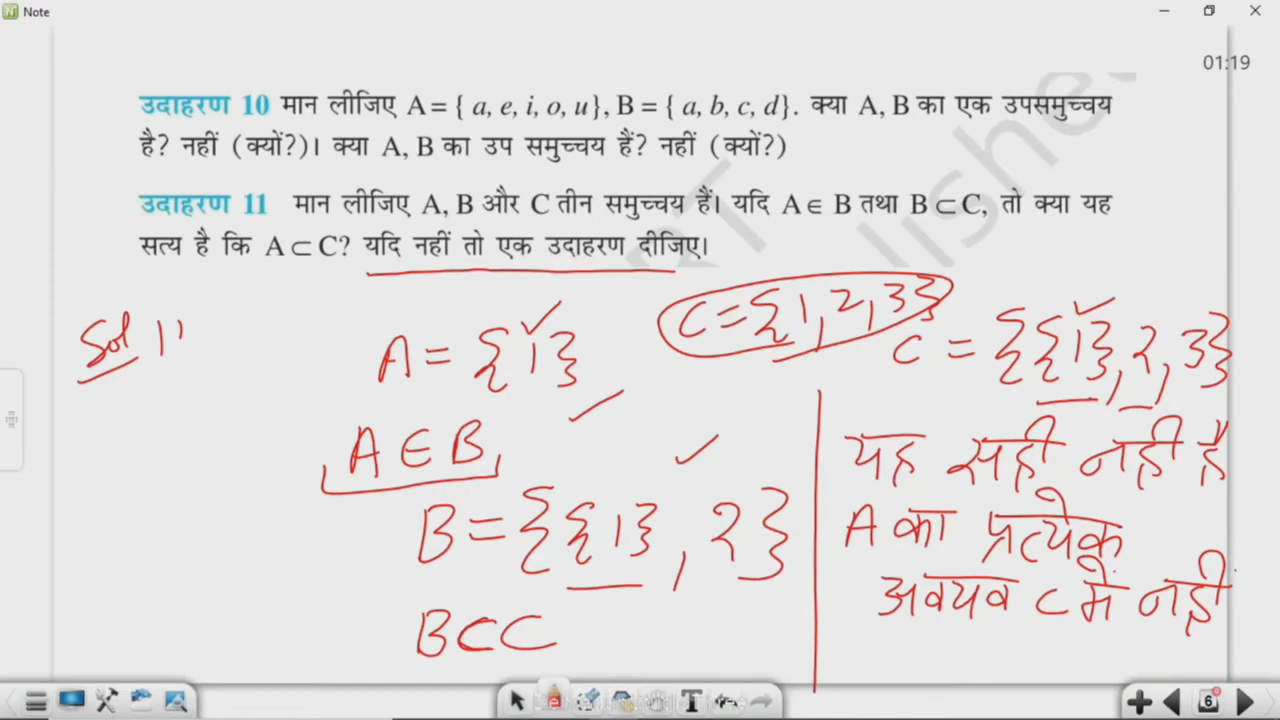 Note
01:19
उदाहरण 10 मान लीजिए A = { a, e, i, o, u}, B = { a, b, c, d}. क्या A, B का एक उपसमुच्चय
है? नहीं (क्यों?)। क्या A, B का उप समुच्चय हैं? नहीं (क्यों?)
उदाहरण 11 मान लीजिए A, B और C तीन समुच्चय हैं। यदि A ∈ B तथा B ⊂ C, तो क्या यह
सत्य है कि A ⊂ C? यदि नहीं तो एक उदाहरण दीजिए।
Sol 11
A = {1}
C = {1, 2, 3}
C = {{1}, 2, 3}
A ∈ B,
B = {{1}, 2}
B ⊂ C
यह सही नही है
A का प्रत्येक
अवयव C मे नही
T
6